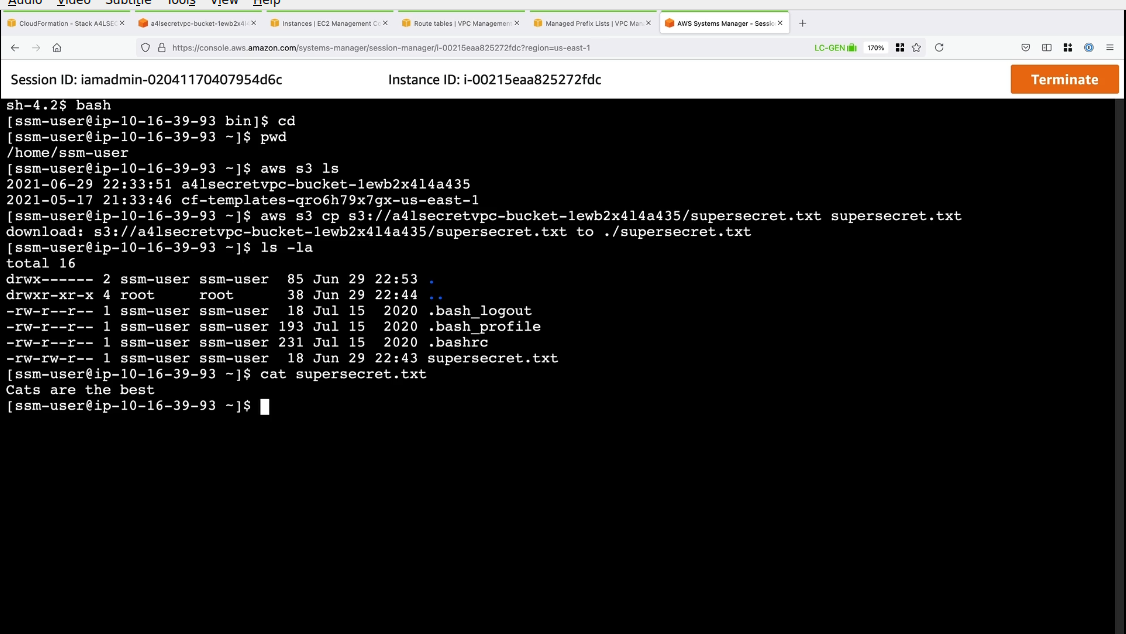 Audio Video Subtitle Tools View Help
CloudFormation - Stack A4LSEC
a4lsecretvpc-bucket-1ewb2x4l
Instances | EC2 Management Co
Route tables | VPC Management
Managed Prefix Lists | VPC Man
AWS Systems Manager - Sessi
https://console.aws.amazon.com/systems-manager/session-manager/i-00215eaa825272fdc?region=us-east-1
LC-GEN
170%
Session ID: iamadmin-02041170407954d6c
Instance ID: i-00215eaa825272fdc
Terminate
sh-4.2$ bash
[ssm-user@ip-10-16-39-93 bin]$ cd
[ssm-user@ip-10-16-39-93 ~]$ pwd
/home/ssm-user
[ssm-user@ip-10-16-39-93 ~]$ aws s3 ls
2021-06-29 22:33:51 a4lsecretvpc-bucket-1ewb2x4l4a435
2021-05-17 21:33:46 cf-templates-qro6h79x7gx-us-east-1
[ssm-user@ip-10-16-39-93 ~]$ aws s3 cp s3://a4lsecretvpc-bucket-1ewb2x4l4a435/supersecret.txt supersecret.txt
download: s3://a4lsecretvpc-bucket-1ewb2x4l4a435/supersecret.txt to ./supersecret.txt
[ssm-user@ip-10-16-39-93 ~]$ ls -la
total 16
drwx------ 2 ssm-user ssm-user  85 Jun 29 22:53 .
drwxr-xr-x 4 root     root      38 Jun 29 22:44 ..
-rw-r--r-- 1 ssm-user ssm-user  18 Jul 15  2020 .bash_logout
-rw-r--r-- 1 ssm-user ssm-user 193 Jul 15  2020 .bash_profile
-rw-r--r-- 1 ssm-user ssm-user 231 Jul 15  2020 .bashrc
-rw-rw-r-- 1 ssm-user ssm-user  18 Jun 29 22:43 supersecret.txt
[ssm-user@ip-10-16-39-93 ~]$ cat supersecret.txt
Cats are the best
[ssm-user@ip-10-16-39-93 ~]$